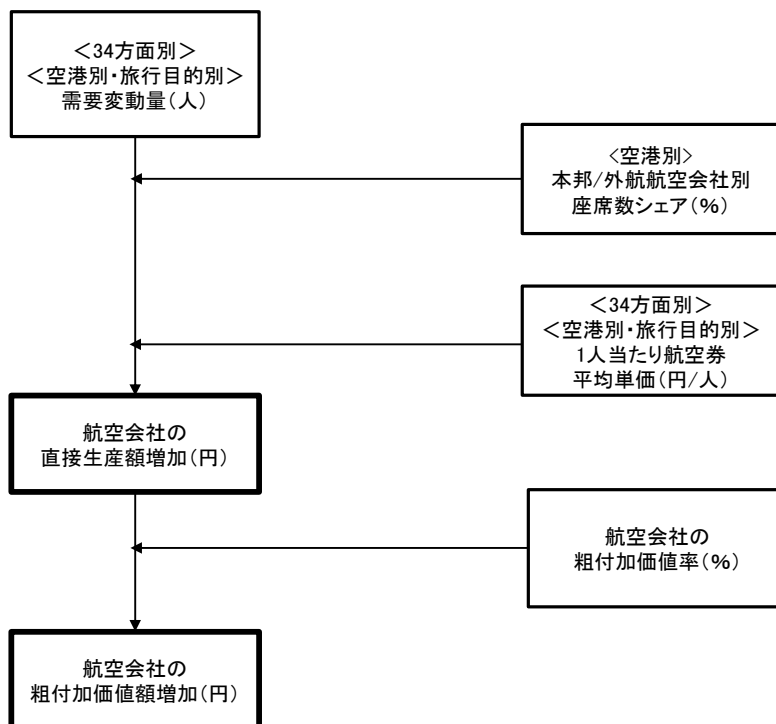 ＜34方面別＞
＜空港別・旅行目的別＞
需要変動量（人）
<空港別>
本邦/外航航空会社別
座席数シェア（％）
＜34方面別＞
＜空港別・旅行目的別＞
1人当たり航空券
平均単価（円/人）
航空会社の
直接生産額増加（円）
航空会社の
粗付加価値率（％）
航空会社の
粗付加価値額増加（円）